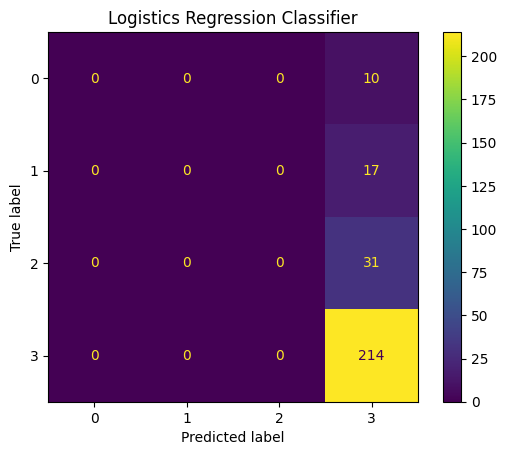 Logistics Regression Classifier
0 0 0 0 10
1 0 0 0 17
2 0 0 0 31
3 0 0 0 214
0 1 2 3
Predicted label
True label
200
175
150
125
100
75
50
25
0